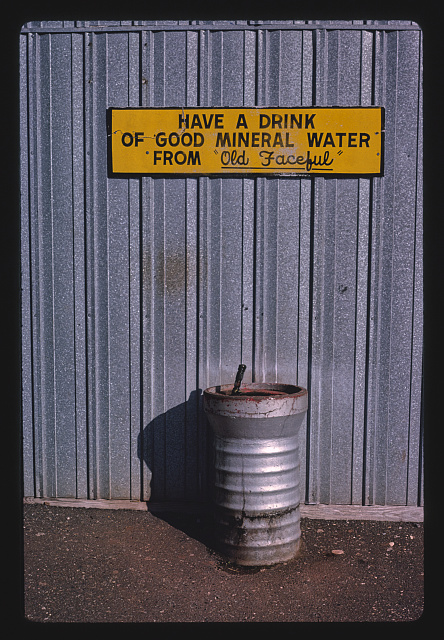 HAVE A DRINK
OF GOOD MINERAL WATER
FROM "Old Faceful"